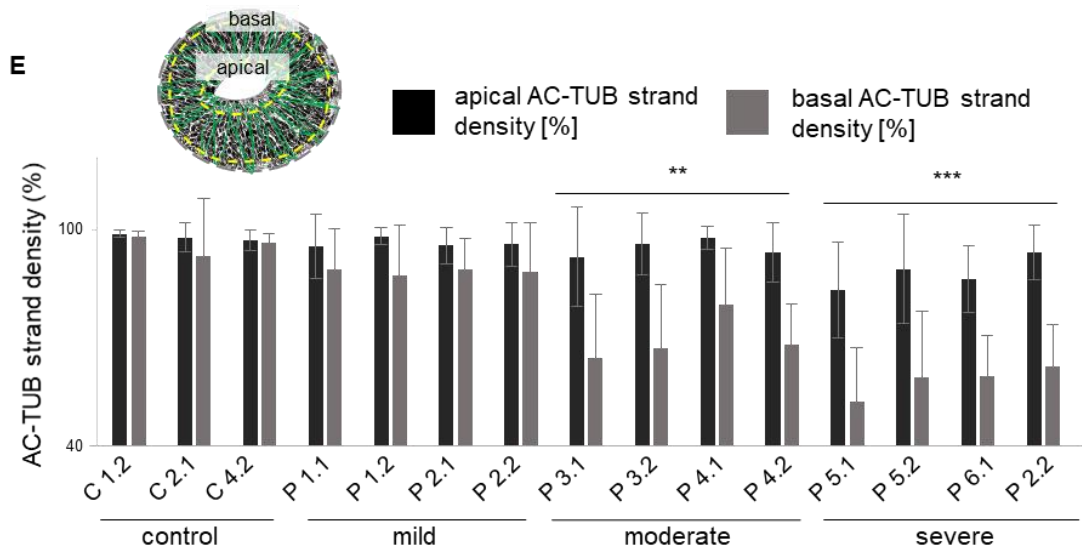 E
basal
apical
apical AC-TUB strand
density [%]
basal AC-TUB strand
density [%]
AC-TUB strand density (%)
100
40
**
***
C 1.2
C 2.1
C 4.2
P 1.1
P 1.2
P 2.1
P 2.2
P 3.1
P 3.2
P 4.1
P 4.2
P 5.1
P 5.2
P 6.1
P 2.2
control
mild
moderate
severe